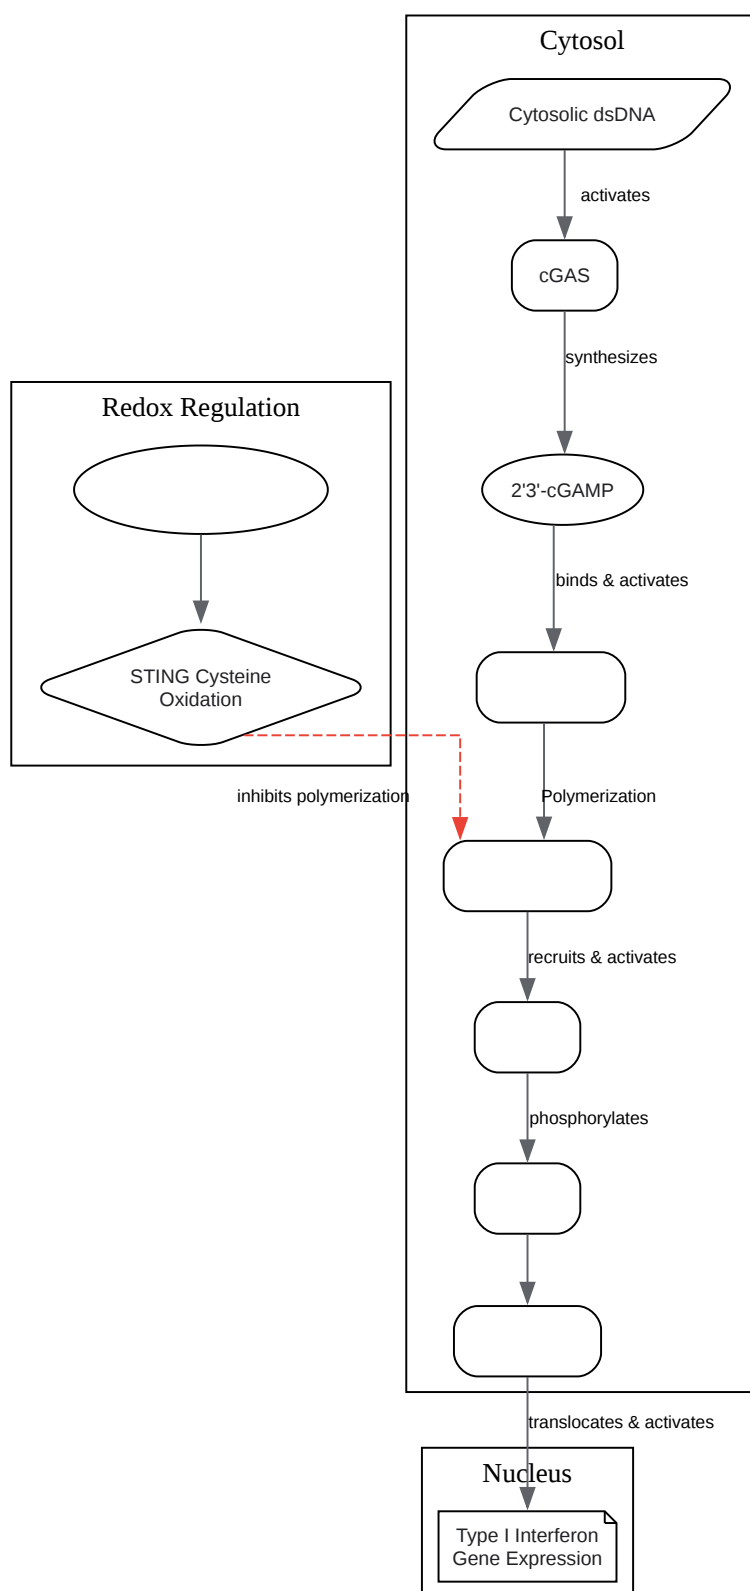 Cytosol
Cytosolic dsDNA
activates
cGAS
synthesizes
Redox Regulation
2'3'-cGAMP
binds & activates
STING Cysteine
Oxidation
inhibits polymerization
Polymerization
recruits & activates
phosphorylates
translocates & activates
Nucleus
Type I Interferon
Gene Expression